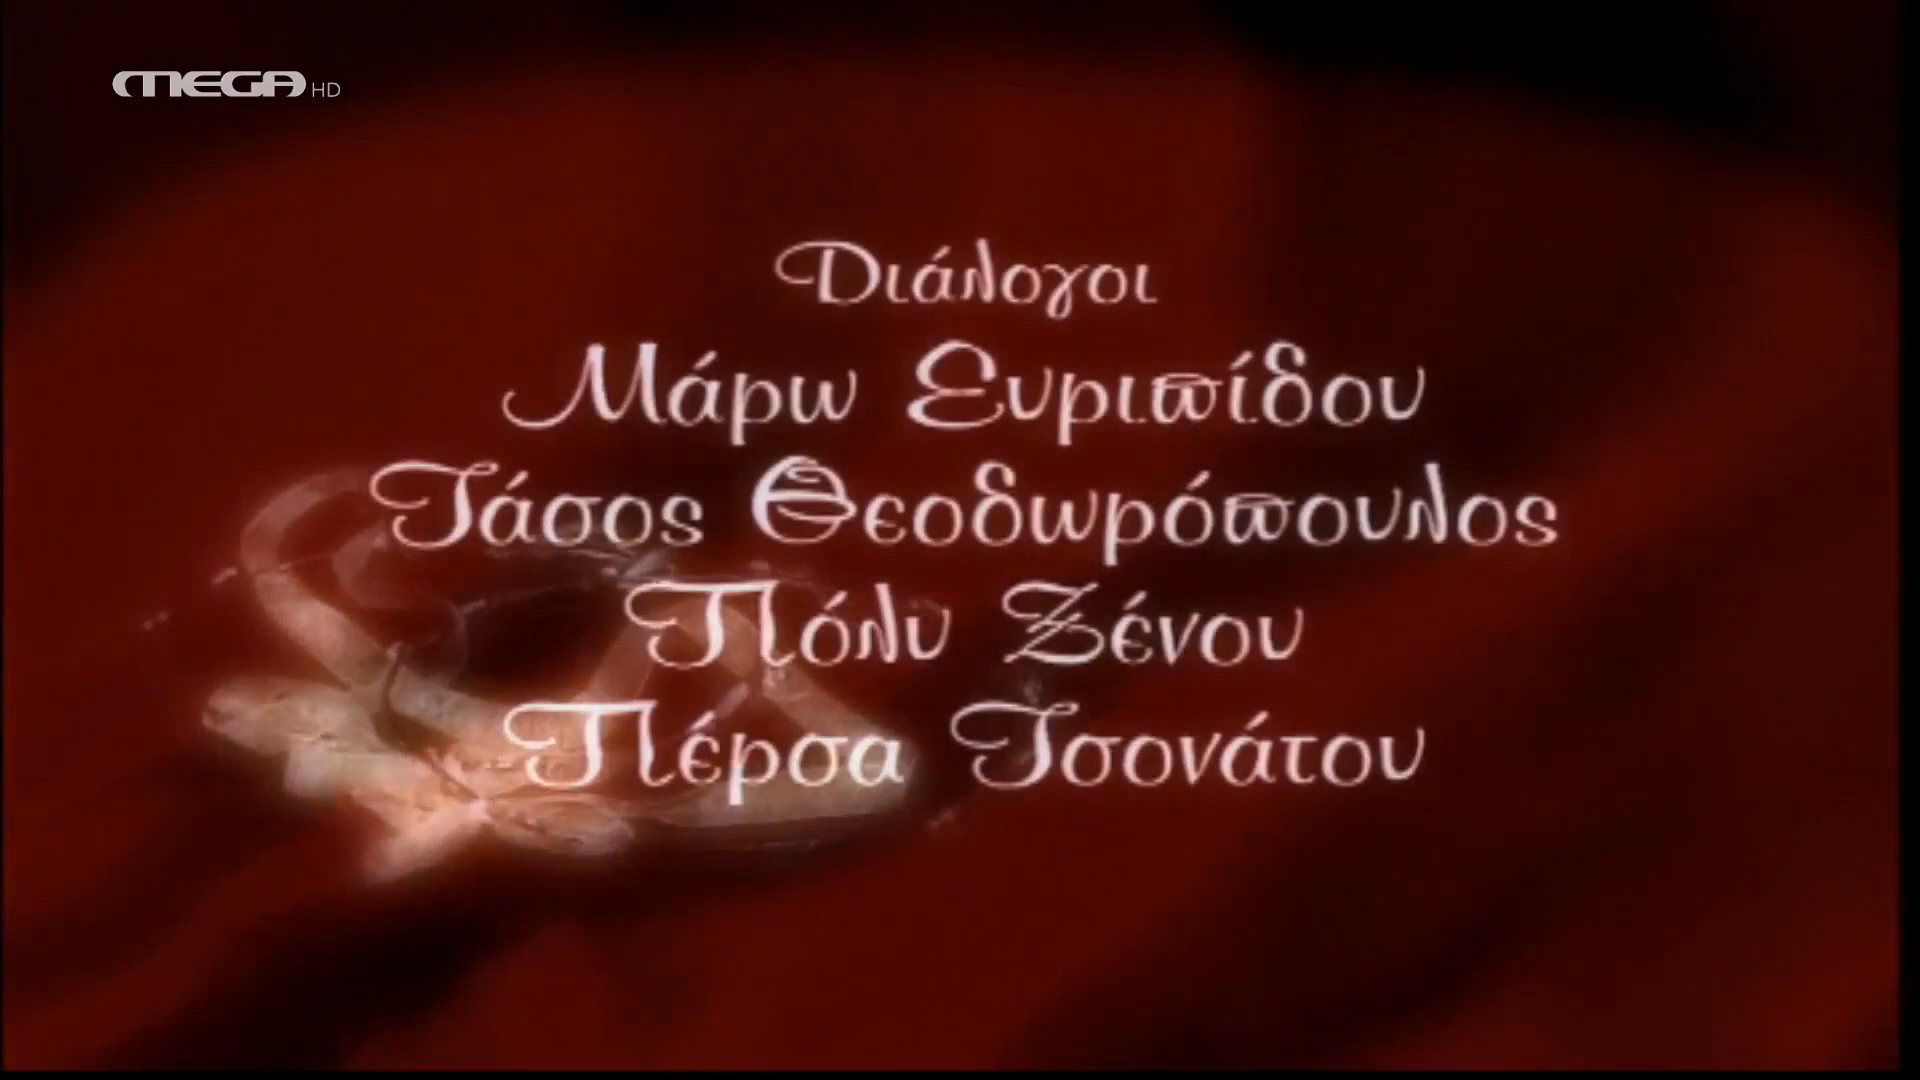 MEGA HD
Διάλογοι
Μάρω Ευριπίδου
Τάσος Θεοδωρόπουλος
Πόλυ Ξένου
Πέρσα Τσονάτου